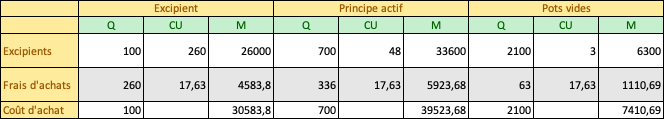 Excipient Principe actif Pots vides
Q CU M Q CU M Q CU M
Excipients 100 260 26000 700 48 33600 2100 3 6300
Frais d'achats 260 17,63 4583,8 336 17,63 5923,68 63 17,63 1110,69
Coût d'achat 100 30583,8 700 39523,68 2100 7410,69